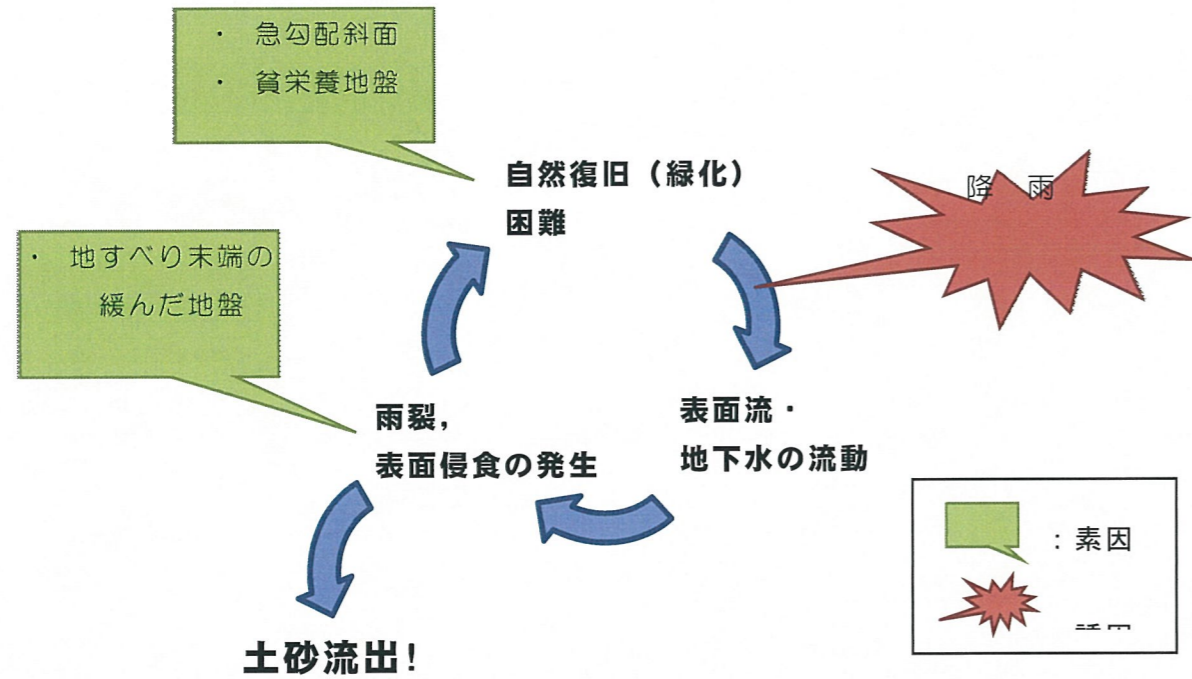 ・ 急勾配斜面
・ 貧栄養地盤
自然復旧（緑化）
困難
降 雨
・ 地すべり末端の
緩んだ地盤
雨裂，
表面侵食の発生
表面流・
地下水の流動
：素因
土砂流出！